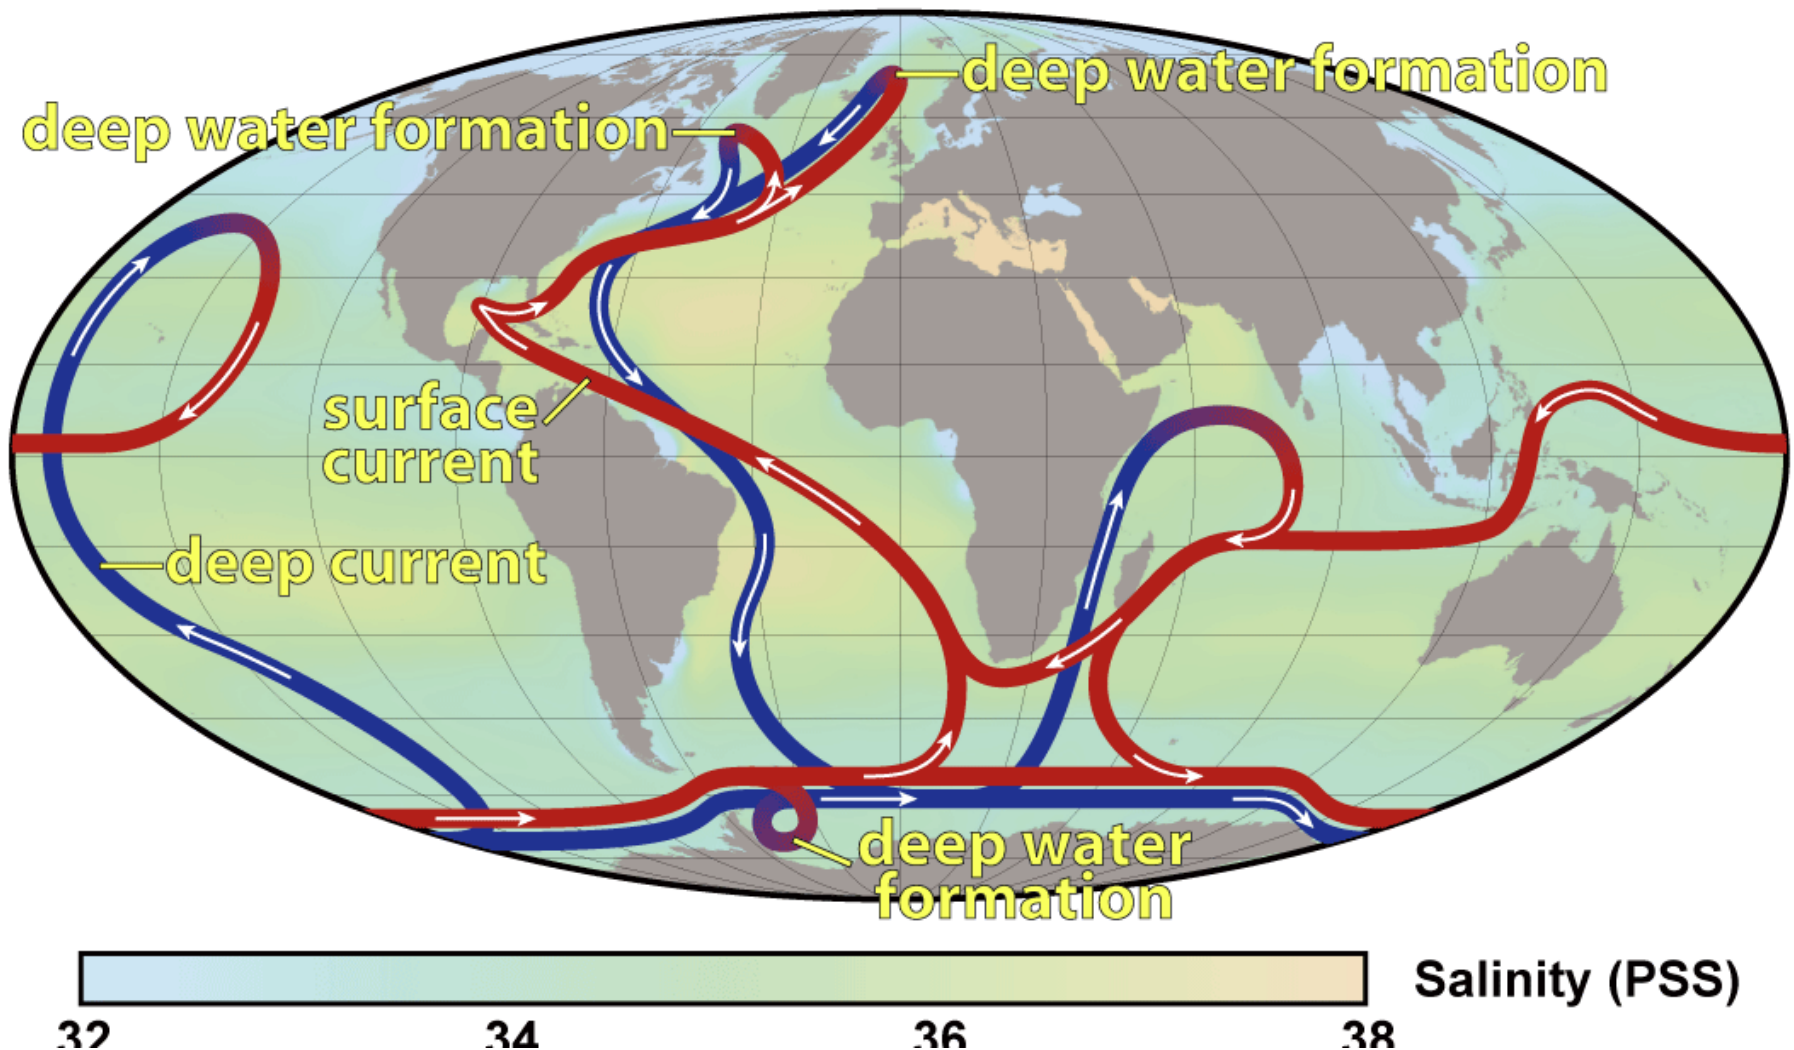 deep water formation
deep water formation
surface
current
deep current
deep water
formation
Salinity (PSS)
32 34 36 38